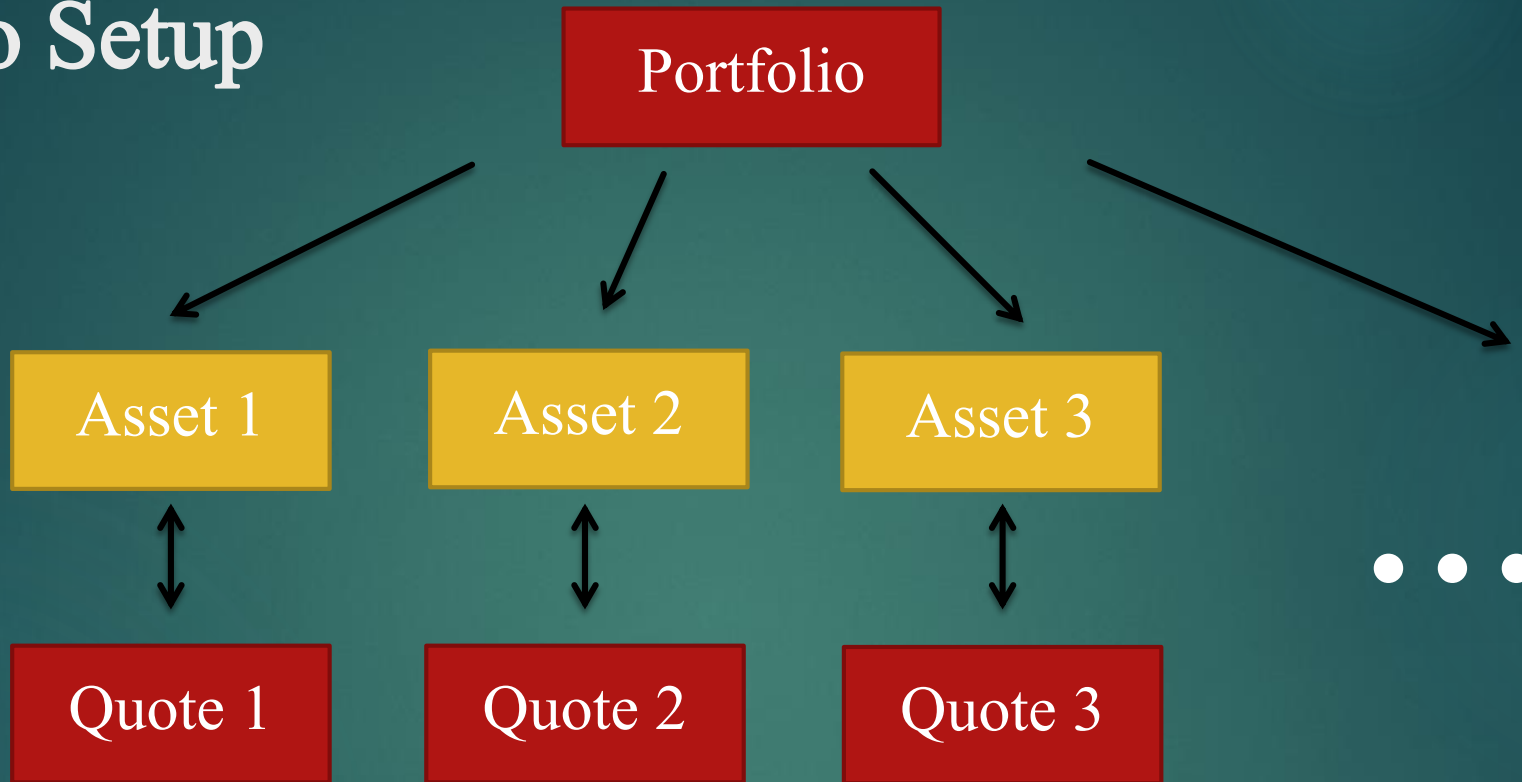 Setup
Portfolio
Asset 1
Asset 2
Asset 3
Quote 1
Quote 2
Quote 3